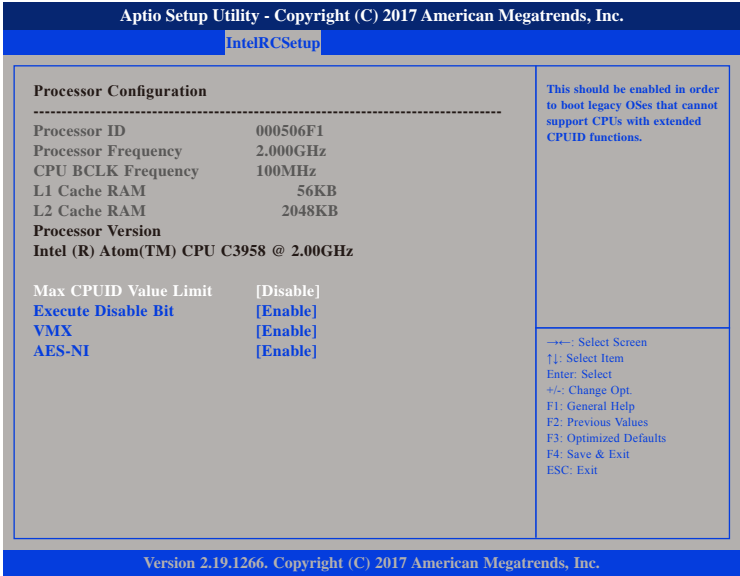 Aptio Setup Utility - Copyright (C) 2017 American Megatrends, Inc.
IntelRCSetup
Processor Configuration
-----------------------------------------------------------------------------------
Processor ID 000506F1
Processor Frequency 2.000GHz
CPU BCLK Frequency 100MHz
L1 Cache RAM 56KB
L2 Cache RAM 2048KB
Processor Version
Intel (R) Atom(TM) CPU C3958 @ 2.00GHz
Max CPUID Value Limit [Disable]
Execute Disable Bit [Enable]
VMX [Enable]
AES-NI [Enable]
This should be enabled in order
to boot legacy OSes that cannot
support CPUs with extended
CPUID functions.
→←: Select Screen
↑↓: Select Item
Enter: Select
+/-: Change Opt.
F1: General Help
F2: Previous Values
F3: Optimized Defaults
F4: Save & Exit
ESC: Exit
Version 2.19.1266. Copyright (C) 2017 American Megatrends, Inc.